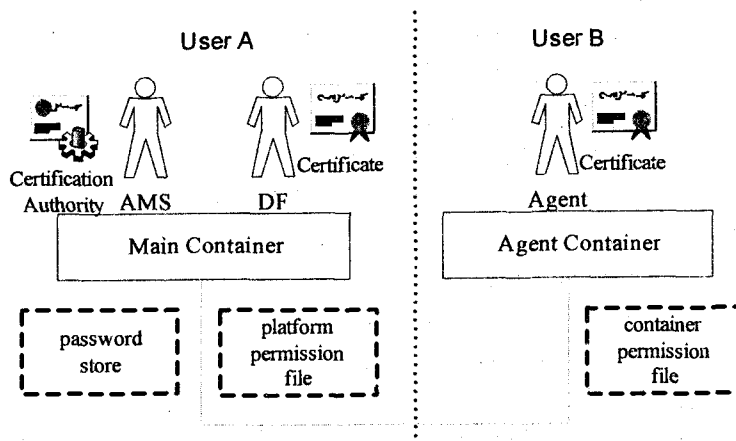 User A
User B
Certification
Authority
AMS
DF
Certificate
Agent
Certificate
Main Container
Agent Container
password
store
platform
permission
file
container
permission
file